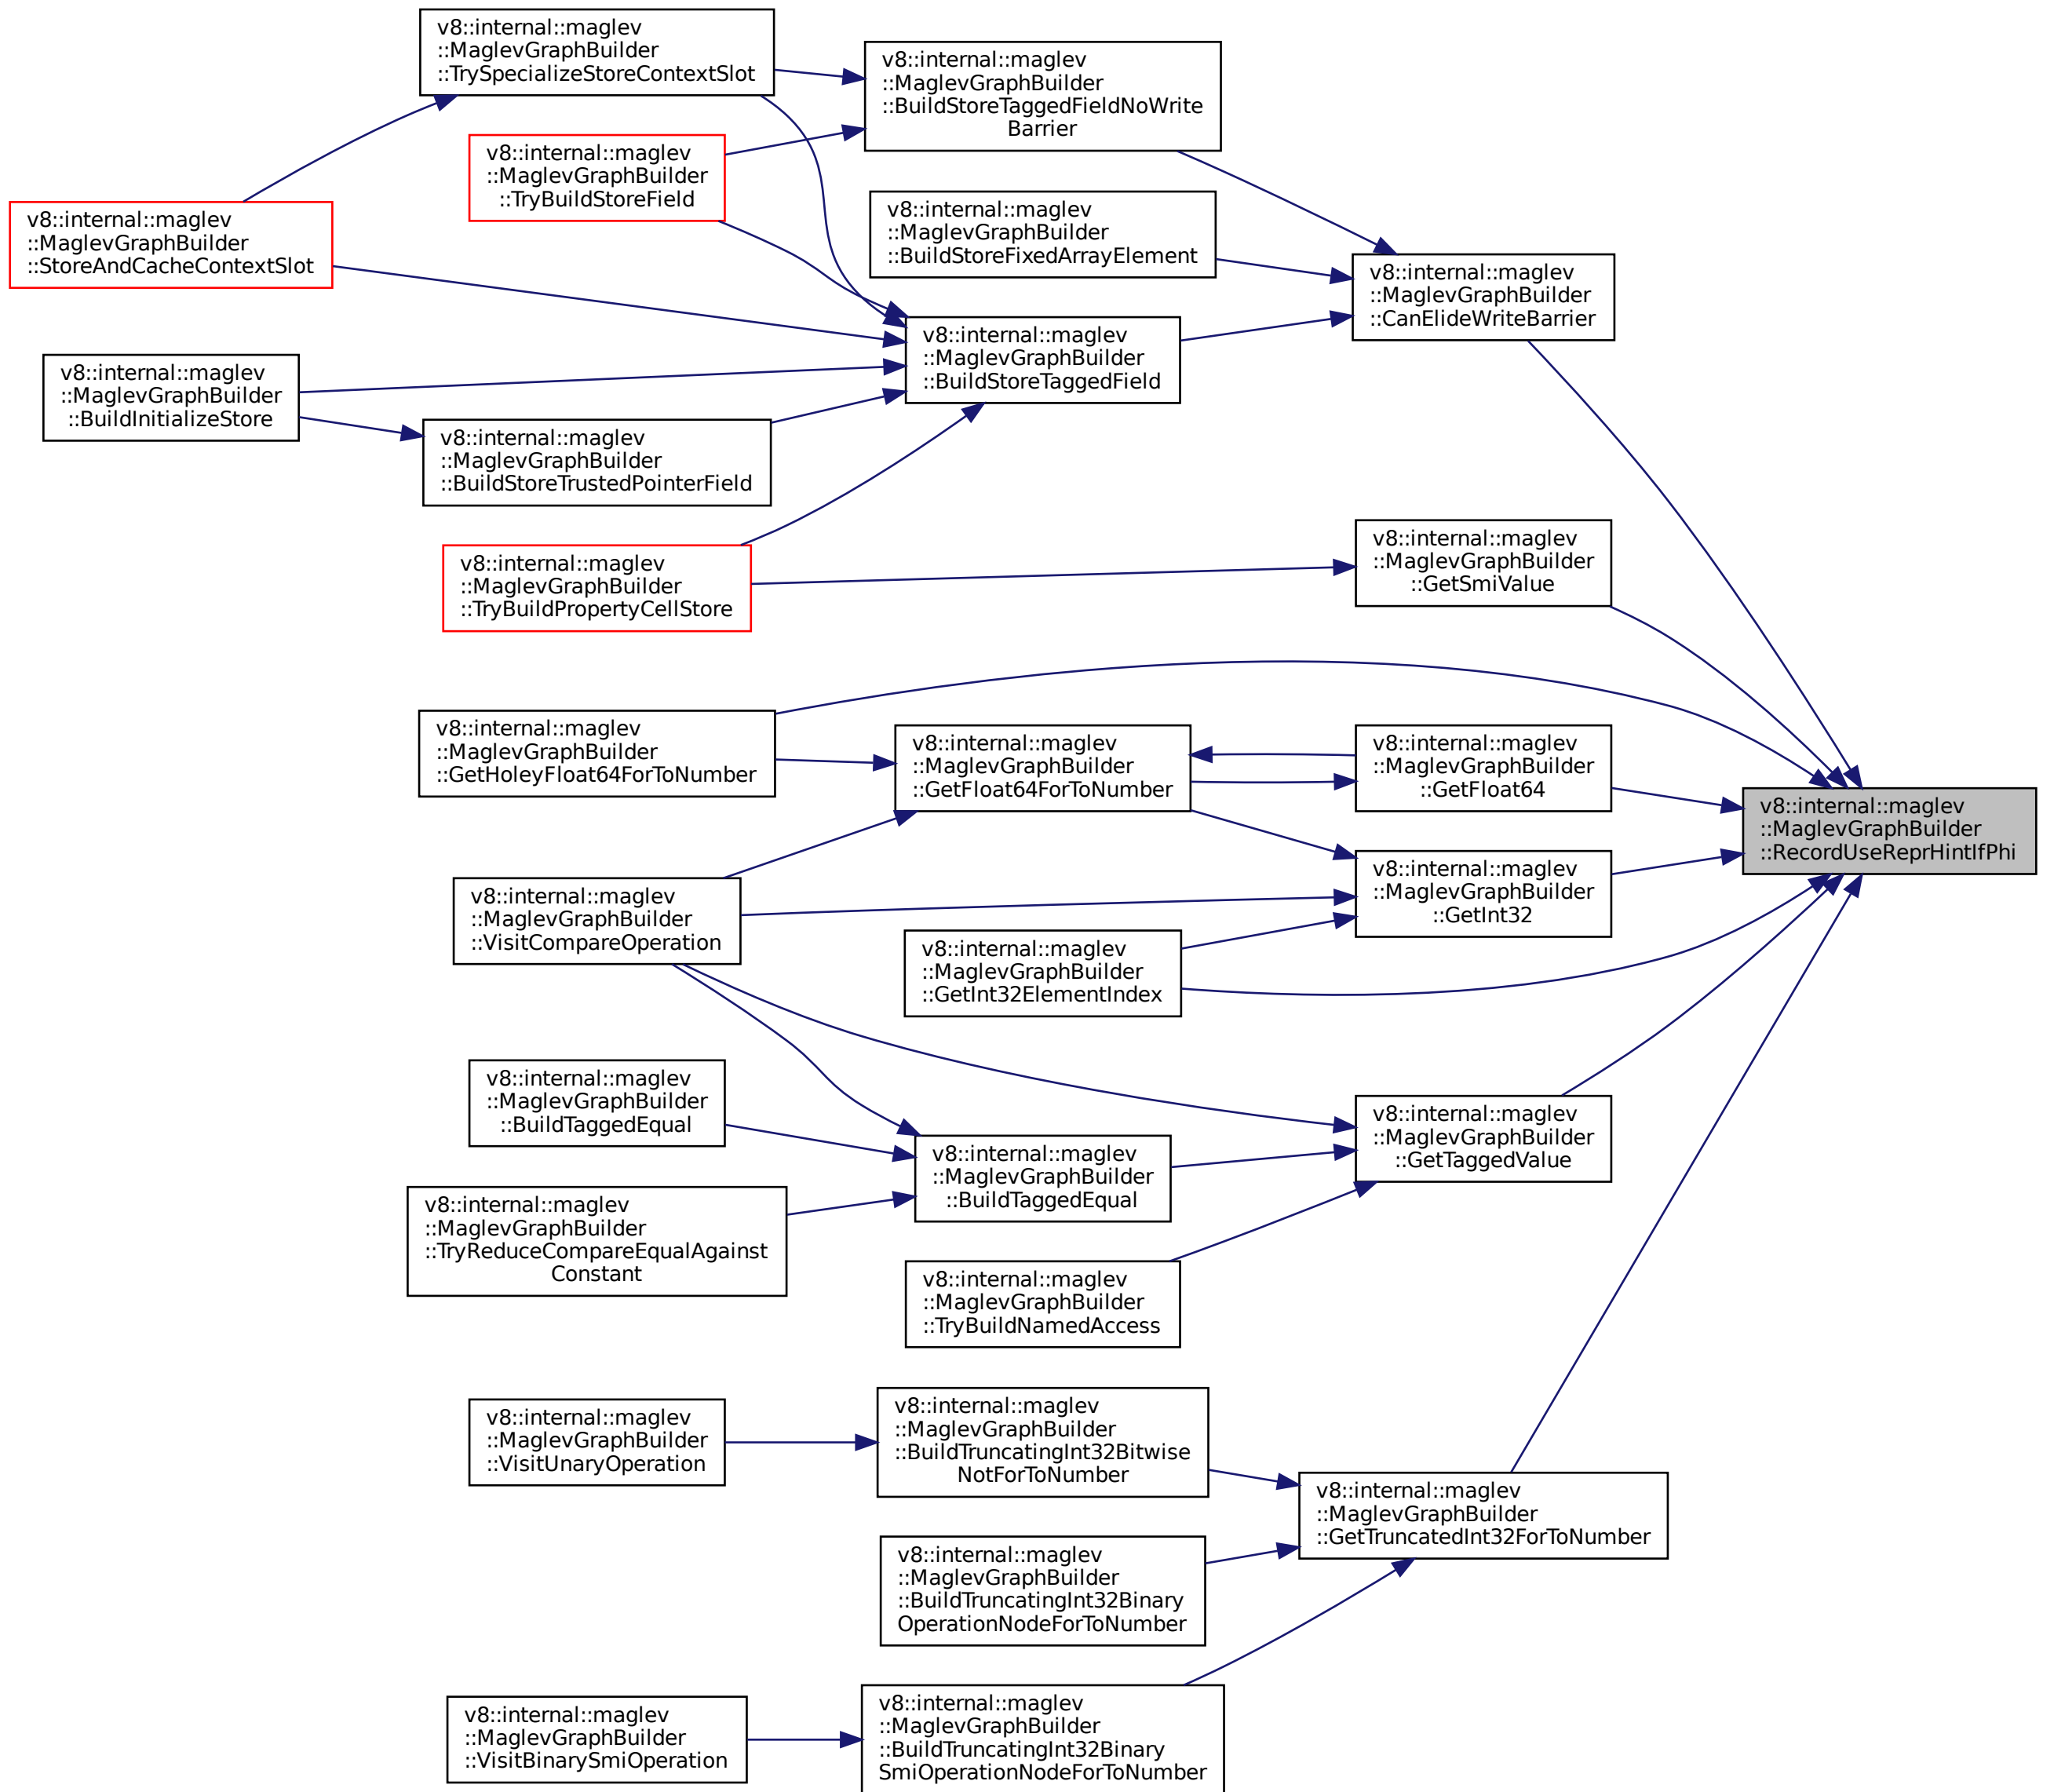 v8::internal::maglev
::MaglevGraphBuilder
::TrySpecializeStoreContextSlot
v8::internal::maglev
::MaglevGraphBuilder
::BuildStoreTaggedFieldNoWrite
Barrier
v8::internal::maglev
::MaglevGraphBuilder
::TryBuildStoreField
v8::internal::maglev
::MaglevGraphBuilder
::StoreAndCacheContextSlot
v8::internal::maglev
::MaglevGraphBuilder
::BuildStoreFixedArrayElement
v8::internal::maglev
::MaglevGraphBuilder
::CanElideWriteBarrier
v8::internal::maglev
::MaglevGraphBuilder
::BuildStoreTaggedField
v8::internal::maglev
::MaglevGraphBuilder
::BuildInitializeStore
v8::internal::maglev
::MaglevGraphBuilder
::BuildStoreTrustedPointerField
v8::internal::maglev
::MaglevGraphBuilder
::GetSmiValue
v8::internal::maglev
::MaglevGraphBuilder
::TryBuildPropertyCellStore
v8::internal::maglev
::MaglevGraphBuilder
::GetHoleyFloat64ForToNumber
v8::internal::maglev
::MaglevGraphBuilder
::GetFloat64ForToNumber
v8::internal::maglev
::MaglevGraphBuilder
::GetFloat64
v8::internal::maglev
::MaglevGraphBuilder
::RecordUseReprHintIfPhi
v8::internal::maglev
::MaglevGraphBuilder
::VisitCompareOperation
v8::internal::maglev
::MaglevGraphBuilder
::GetInt32
v8::internal::maglev
::MaglevGraphBuilder
::GetInt32ElementIndex
v8::internal::maglev
::MaglevGraphBuilder
::BuildTaggedEqual
v8::internal::maglev
::MaglevGraphBuilder
::GetTaggedValue
v8::internal::maglev
::MaglevGraphBuilder
::BuildTaggedEqual
v8::internal::maglev
::MaglevGraphBuilder
::TryReduceCompareEqualAgainst
Constant
v8::internal::maglev
::MaglevGraphBuilder
::TryBuildNamedAccess
v8::internal::maglev
::MaglevGraphBuilder
::VisitUnaryOperation
v8::internal::maglev
::MaglevGraphBuilder
::BuildTruncatingInt32Bitwise
NotForToNumber
v8::internal::maglev
::MaglevGraphBuilder
::GetTruncatedInt32ForToNumber
v8::internal::maglev
::MaglevGraphBuilder
::BuildTruncatingInt32Binary
OperationNodeForToNumber
v8::internal::maglev
::MaglevGraphBuilder
::VisitBinarySmiOperation
v8::internal::maglev
::MaglevGraphBuilder
::BuildTruncatingInt32Binary
SmiOperationNodeForToNumber